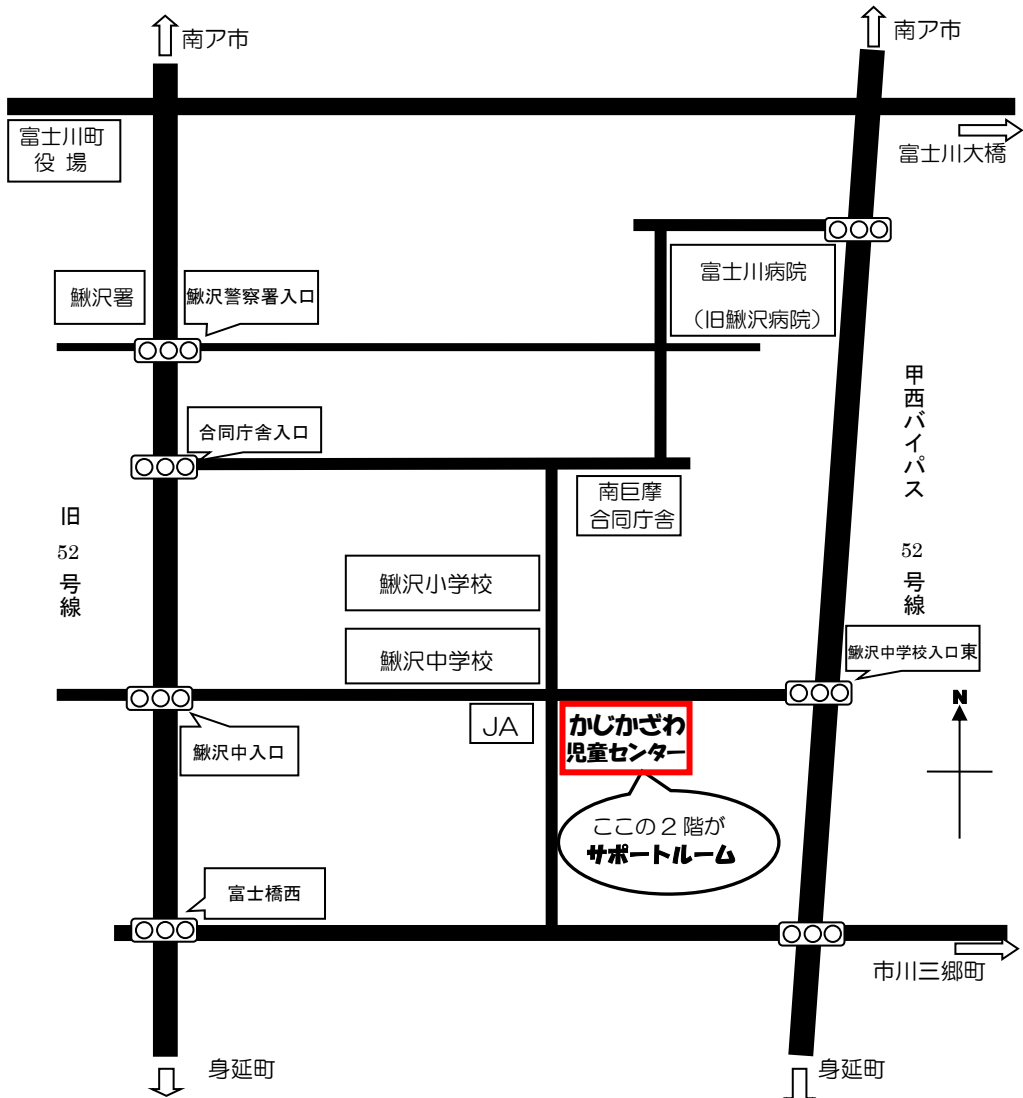 南ア市
南ア市
富士川町
役 場
富士川大橋
富士川病院
（旧鰍沢病院）
鰍沢署
鰍沢警察署入口
甲西バイパス
52
号線
合同庁舎入口
南巨摩
合同庁舎
旧
52
号線
鰍沢小学校
鰍沢中学校
鰍沢中学校入口東
N
JA
かじかざわ
児童センター
鰍沢中入口
ここの２階が
サポートルーム
富士橋西
市川三郷町
身延町
身延町